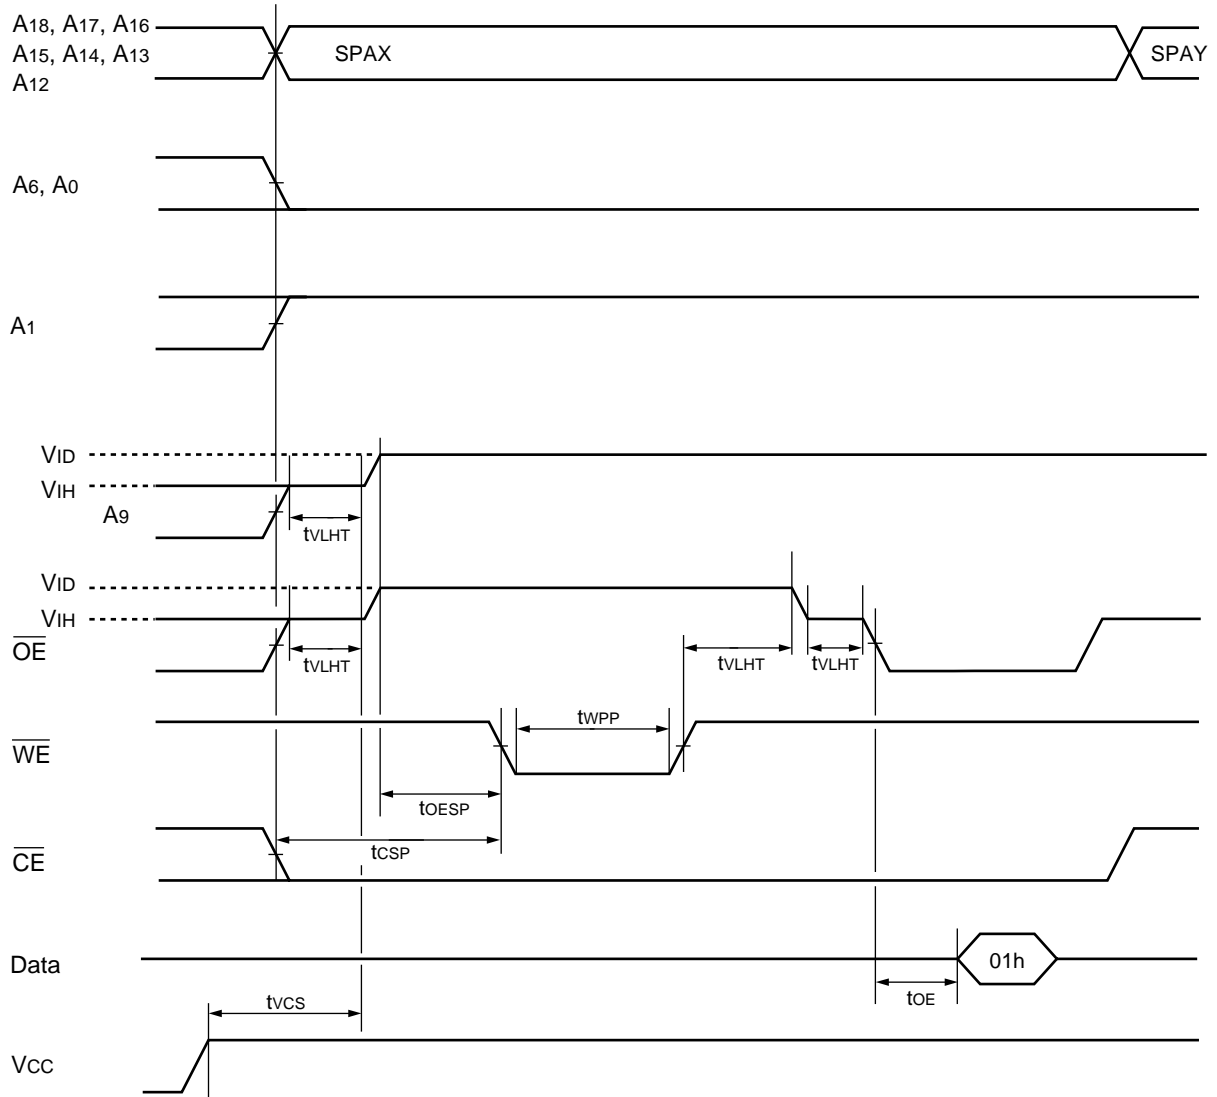 A18, A17, A16
A15, A14, A13
A12
SPAX
SPAY
A6, A0
A1
VID
VIH
A9
tVLHT
VID
VIH
OE
tVLHT
tVLHT
tVLHT
WE
tWPP
tOESP
CE
tCSP
Data
01h
tOE
tVCS
VCC